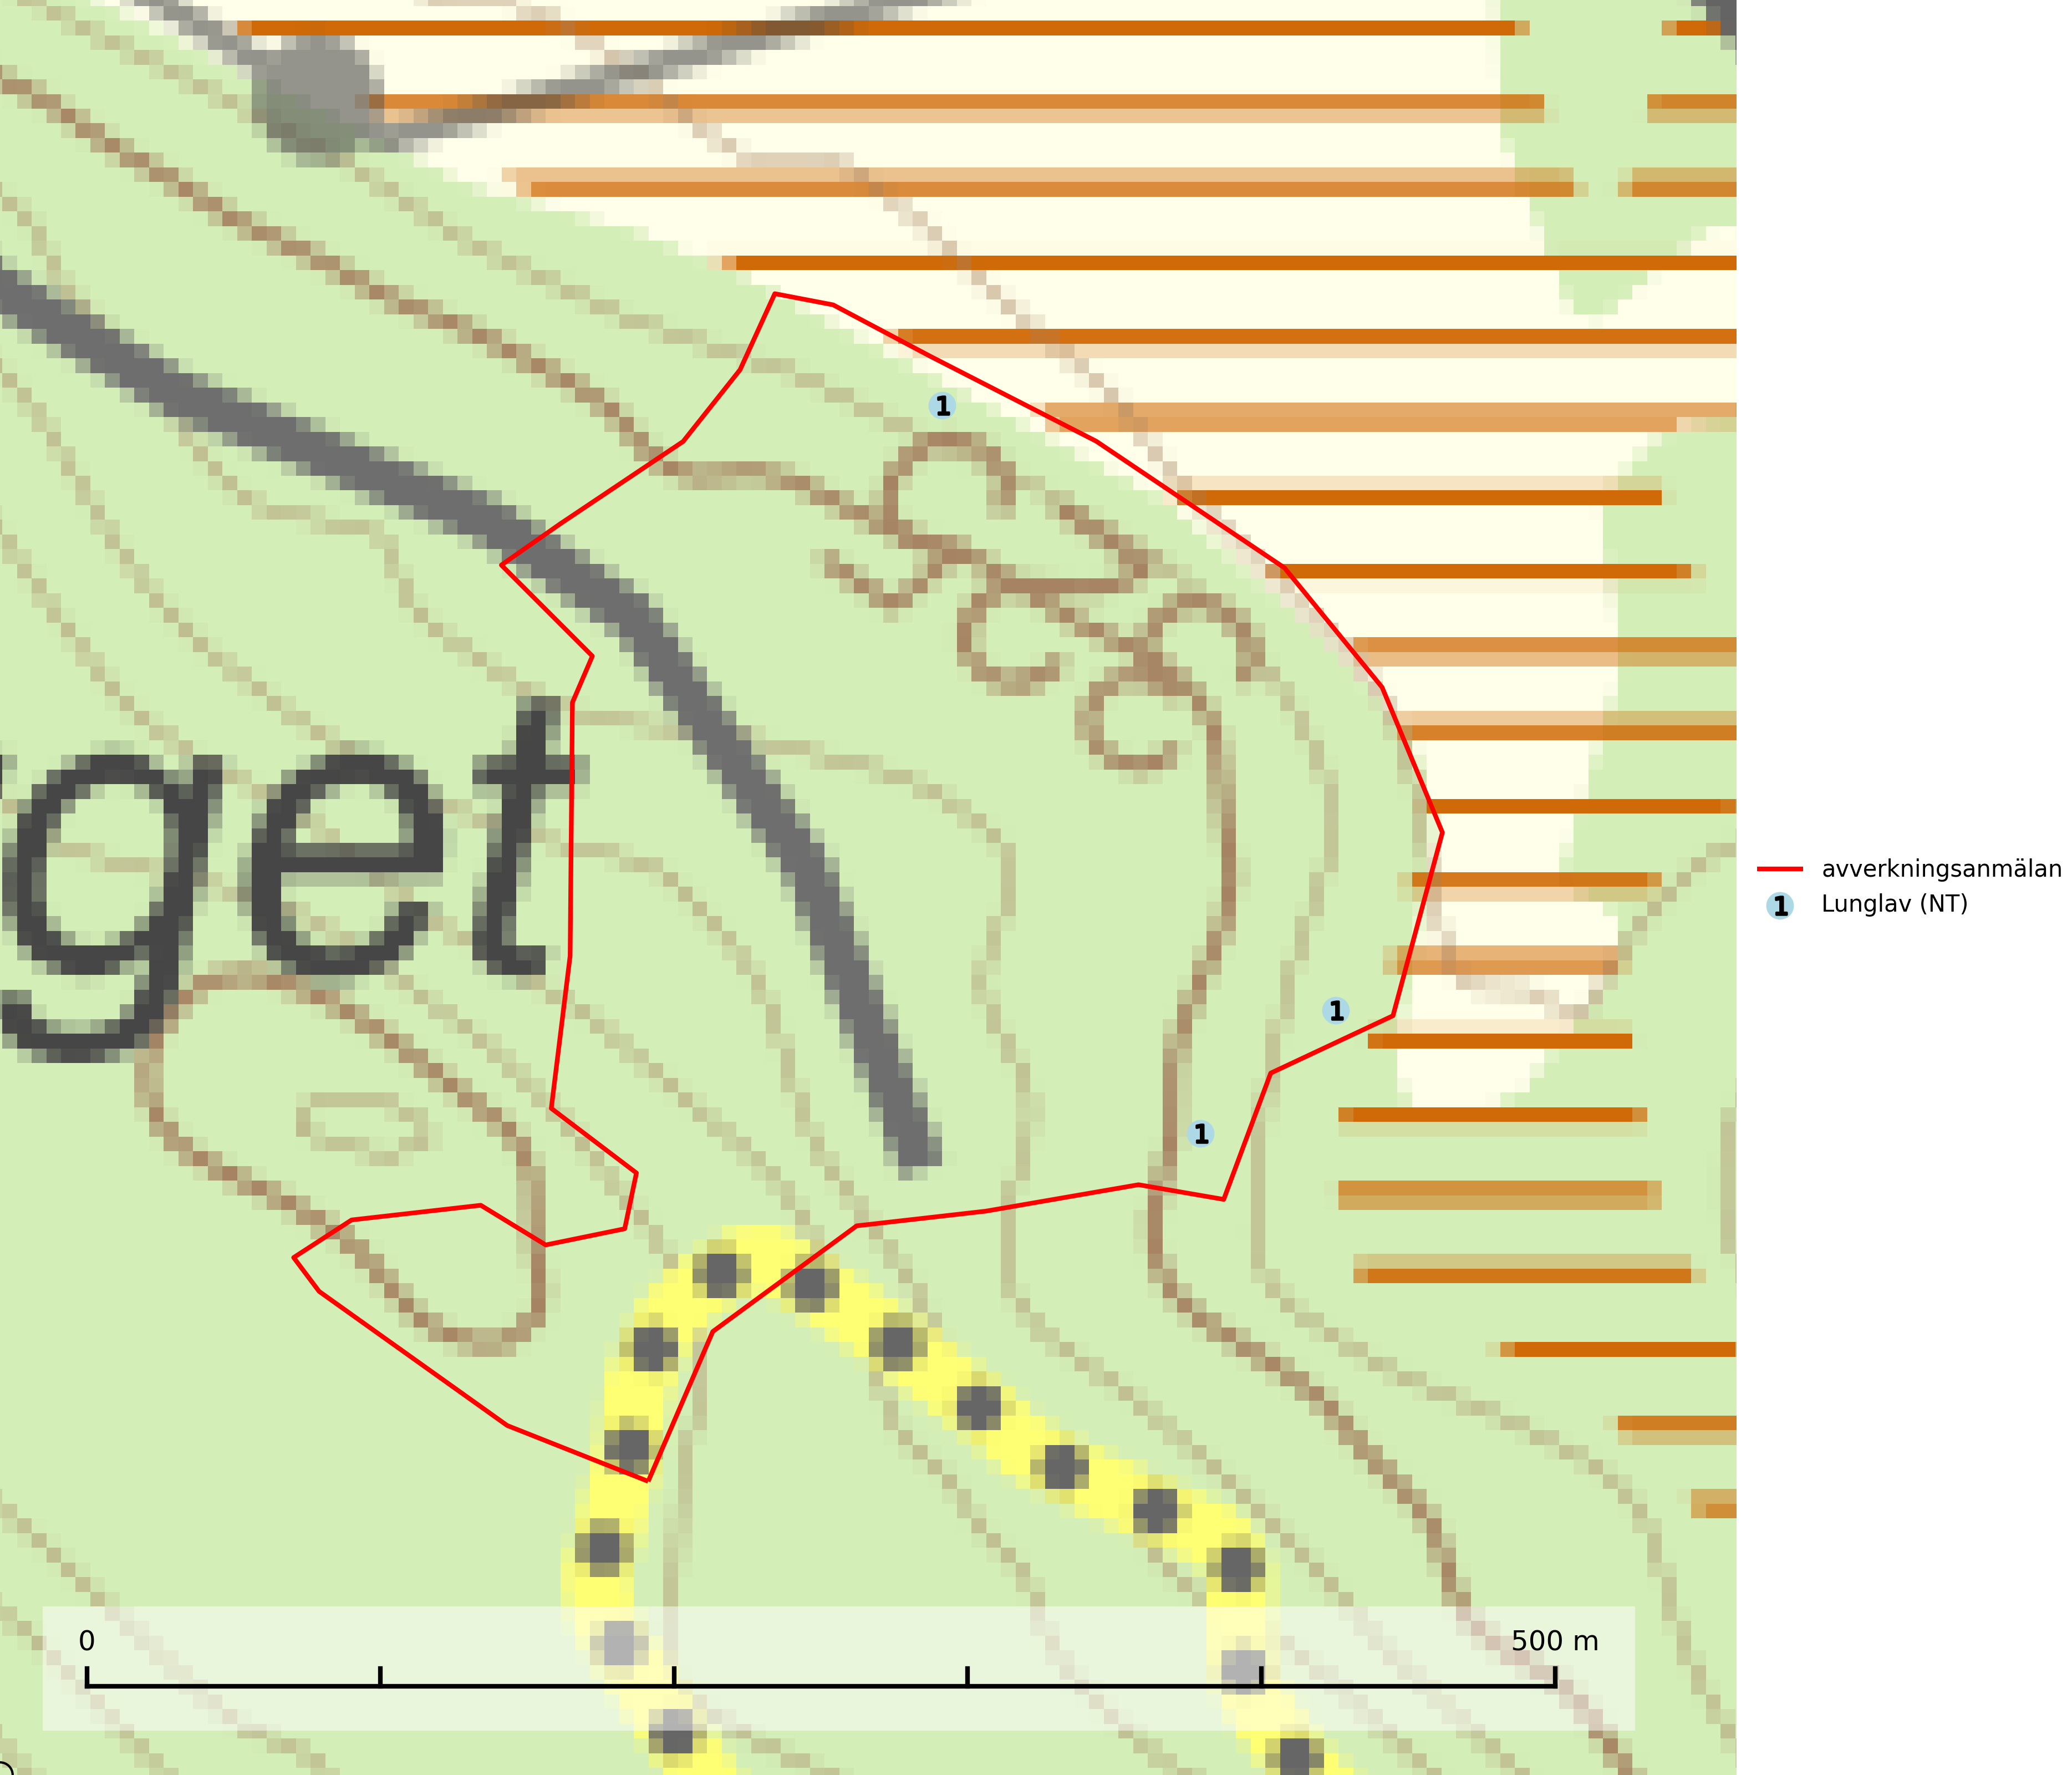 1
get
1
1
avverkningsanmälan
1 Lunglav (NT)
0 500 m